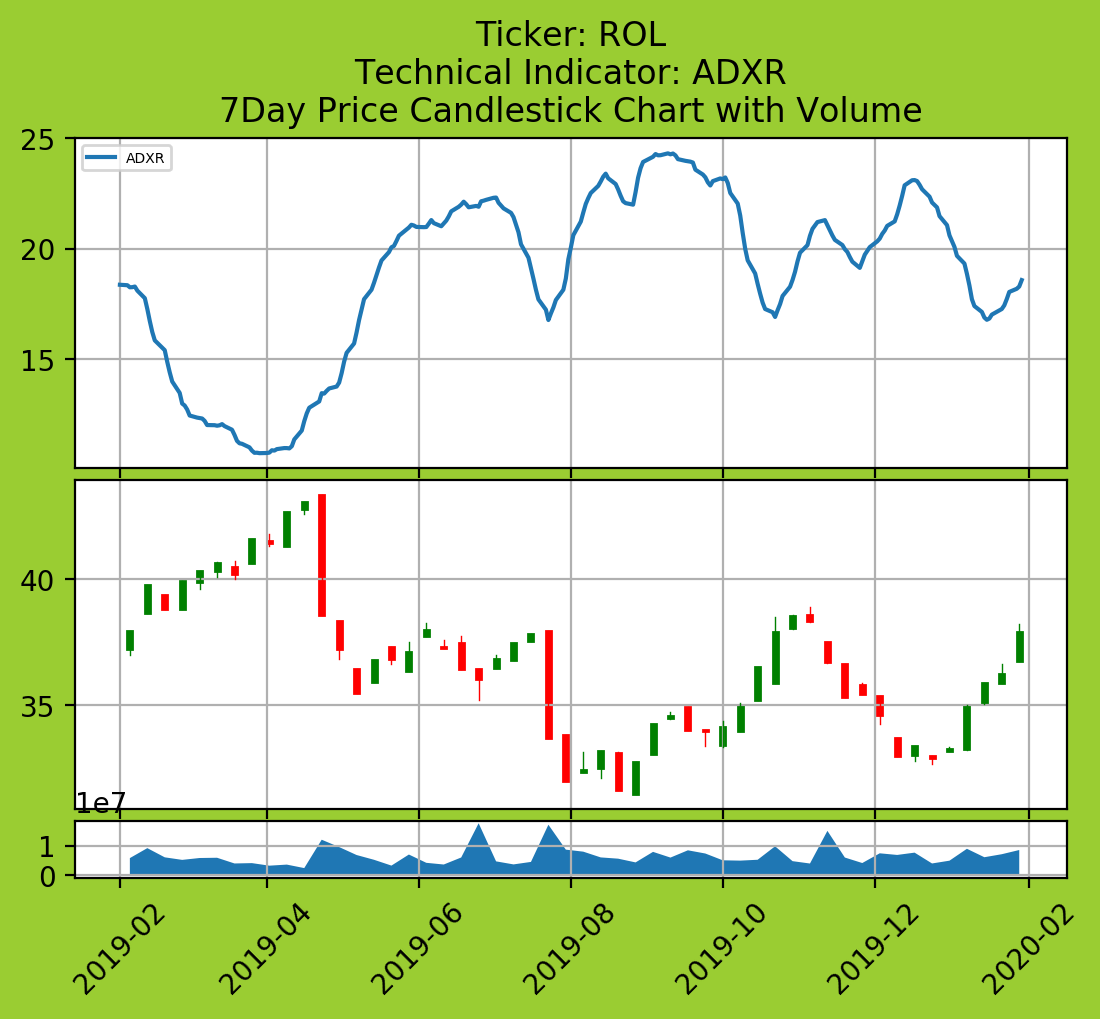 Ticker: ROL
Technical Indicator: ADXR
7Day Price Candlestick Chart with Volume
25
ADXR
20
15
40
35
1e7
1
0
2019-02
2019-04
2019-06
2019-08
2019-10
2019-12
2020-02